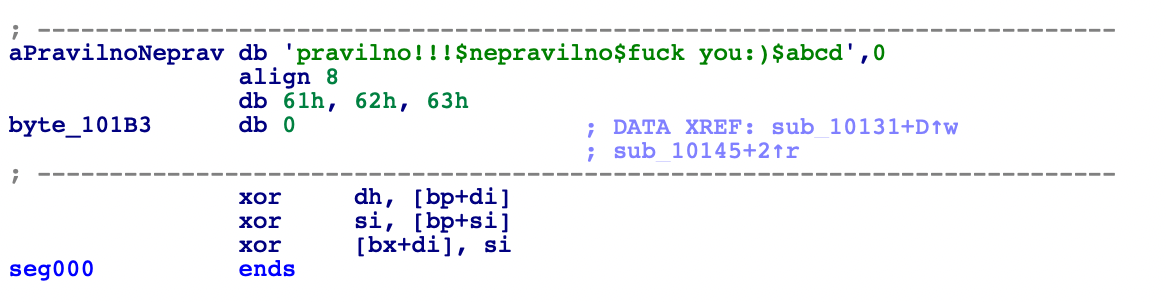 ; ---------------------------------------------------------------------------
aPravilnoNeprav db 'pravilno!!!$nepravilno$fuck you:)$abcd',0
align 8
db 61h, 62h, 63h
byte_101B3 db 0 ; DATA XREF: sub_10131+D↑w
; sub_10145+2↑r
; ---------------------------------------------------------------------------
xor dh, [bp+di]
xor si, [bp+si]
xor [bx+di], si
seg000 ends